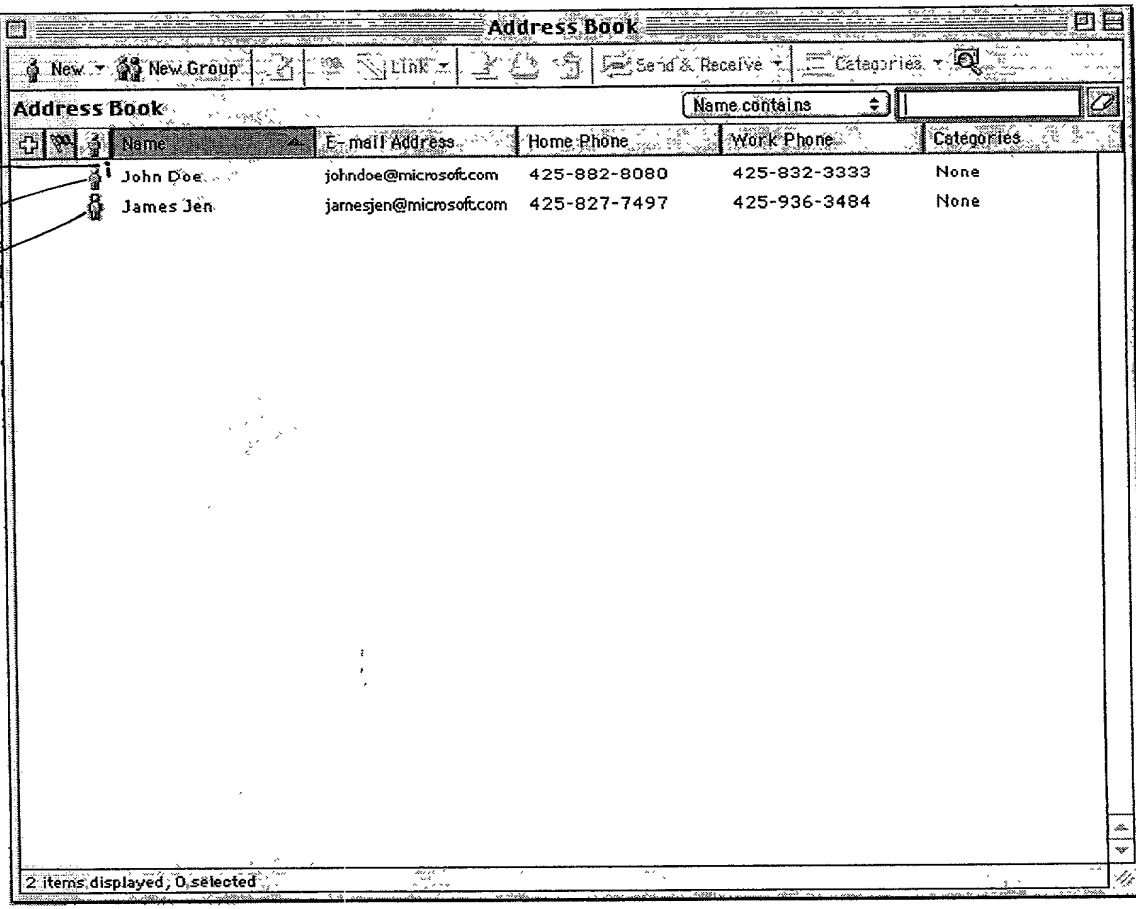 Address Book
New New Group Link Send & Receive Categories
Address Book Name contains
Name E-mail Address Home Phone Work Phone Categories
John Doe johndoe@microsoft.com 425-882-8080 425-832-3333 None
James Jen jamesjen@microsoft.com 425-827-7497 425-936-3484 None
2 items displayed, 0 selected